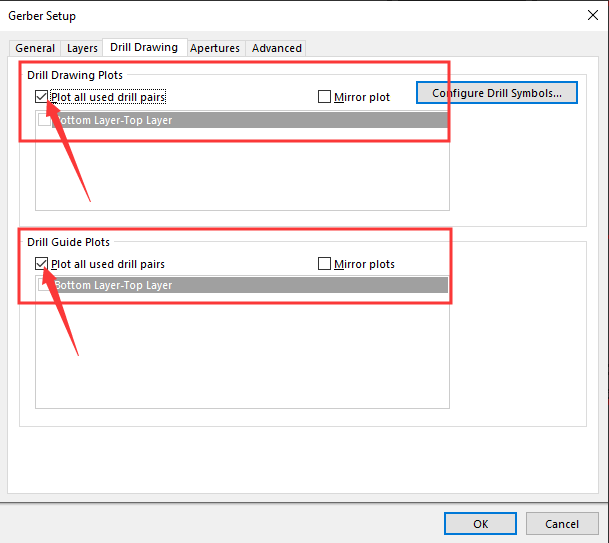 Gerber Setup
General Layers Drill Drawing Apertures Advanced
Drill Drawing Plots
Plot all used drill pairs Mirror plot Configure Drill Symbols...
Bottom Layer-Top Layer
Drill Guide Plots
Plot all used drill pairs Mirror plots
Bottom Layer-Top Layer
OK Cancel